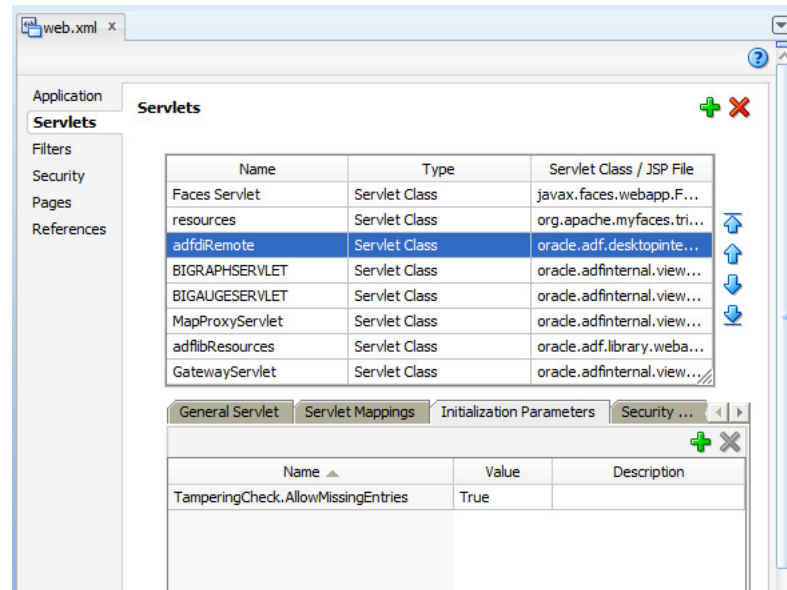 web.xml x
Application
Servlets
Filters
Security
Pages
References
Servlets
Name Type Servlet Class / JSP File
Faces Servlet Servlet Class javax.faces.webapp.F...
resources Servlet Class org.apache.myfaces.tri...
adfdiRemote Servlet Class oracle.adf.desktopinte...
BIGRAPHSERVLET Servlet Class oracle.adfinternal.view...
BIGAUGESERVLET Servlet Class oracle.adfinternal.view...
MapProxyServlet Servlet Class oracle.adfinternal.view...
adflibResources Servlet Class oracle.adf.library.weba...
GatewayServlet Servlet Class oracle.adfinternal.view...
General Servlet Servlet Mappings Initialization Parameters Security ...
Name Value Description
TamperingCheck.AllowMissingEntries True